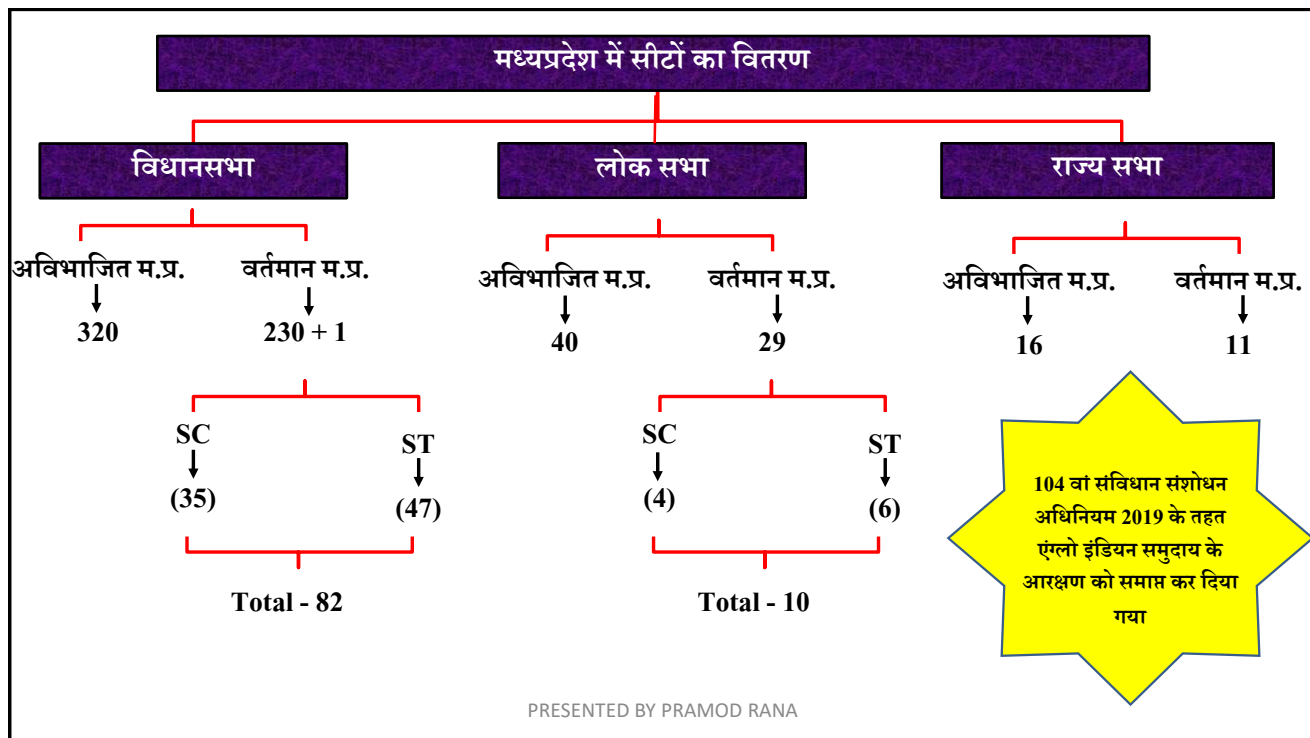 मध्यप्रदेश में सीटों का वितरण
विधानसभा
लोक सभा
राज्य सभा
अविभाजित म.प्र.
वर्तमान म.प्र.
320
230 + 1
SC
ST
(35)
(47)
Total - 82
अविभाजित म.प्र.
वर्तमान म.प्र.
40
29
SC
ST
(4)
(6)
Total - 10
अविभाजित म.प्र.
वर्तमान म.प्र.
16
11
104 वां संविधान संशोधन
अधिनियम 2019 के तहत
एंग्लो इंडियन समुदाय के
आरक्षण को समाप्त कर दिया
गया
PRESENTED BY PRAMOD RANA